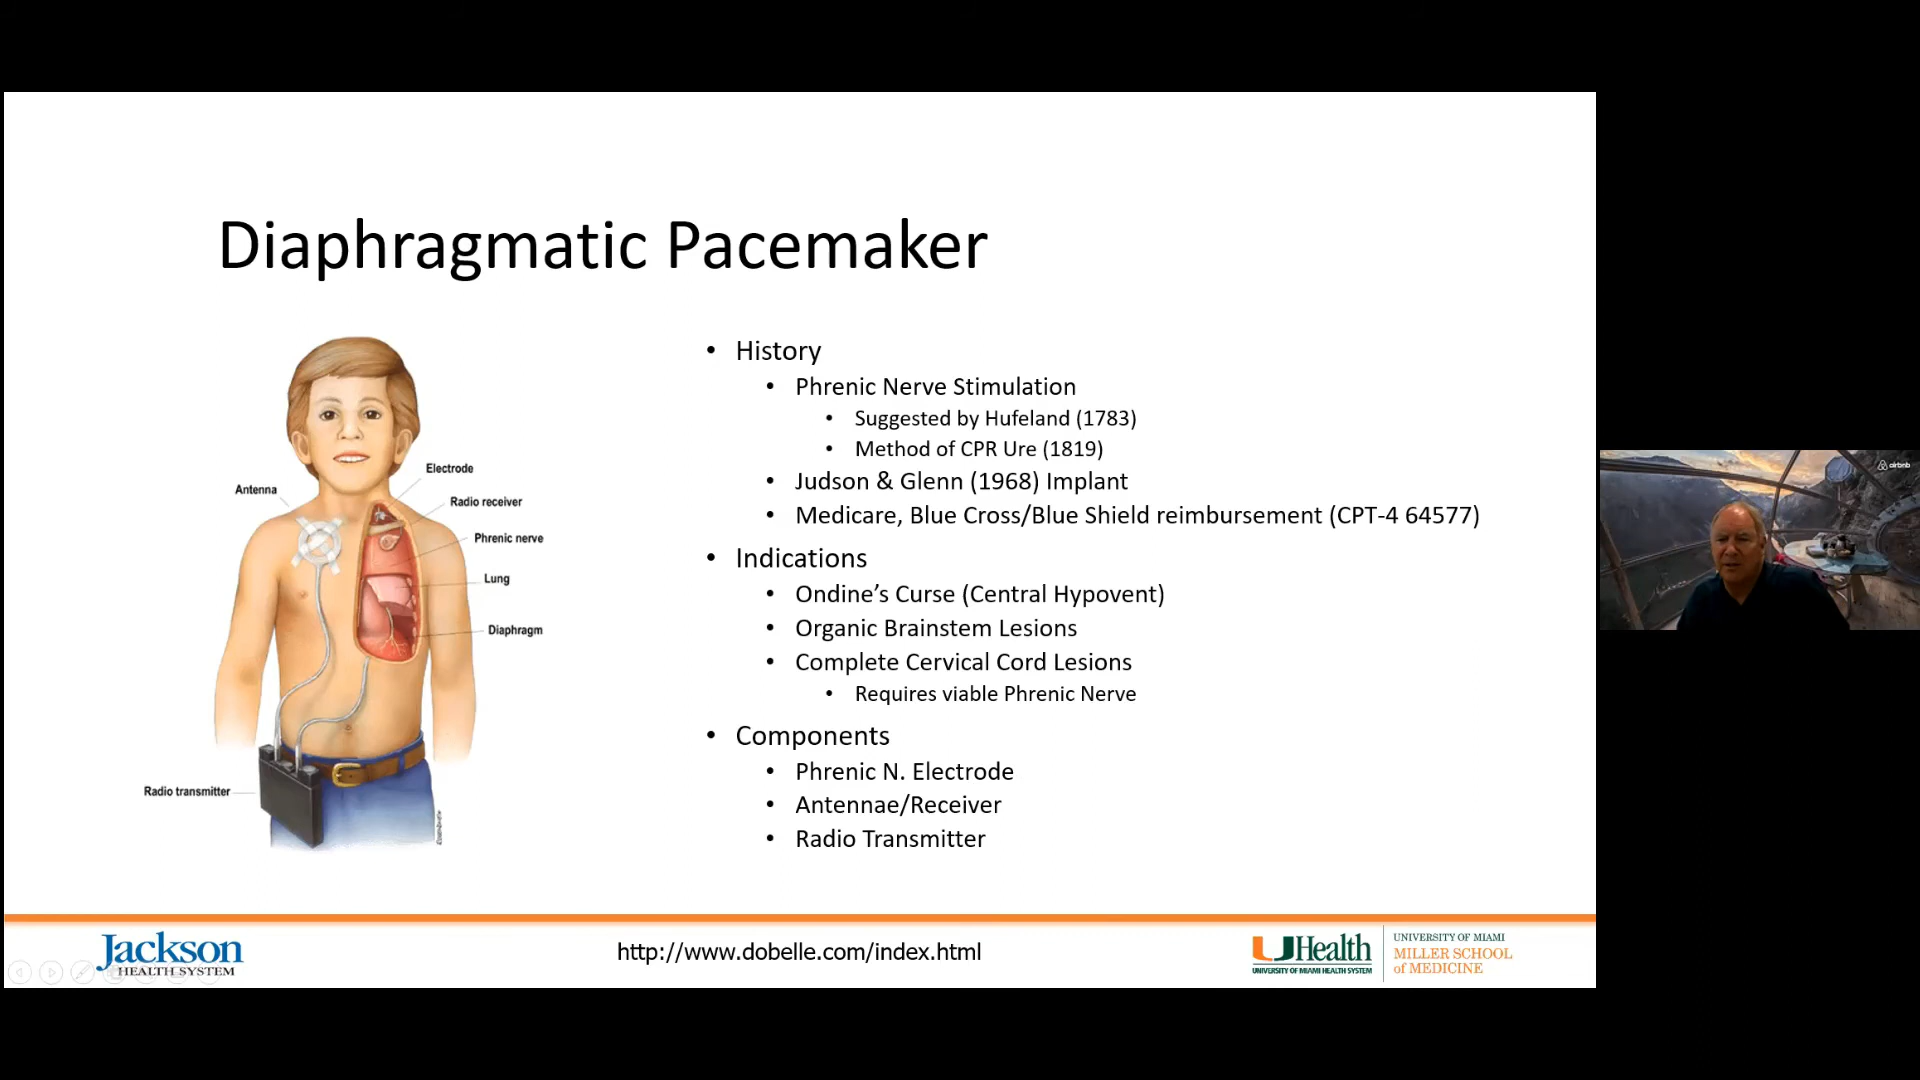 Diaphragmatic Pacemaker
Electrode
Antenna
Radio receiver
Phrenic nerve
Lung
Diaphragm
Radio transmitter
• History
• Phrenic Nerve Stimulation
• Suggested by Hufeland (1783)
• Method of CPR Ure (1819)
• Judson & Glenn (1968) Implant
• Medicare, Blue Cross/Blue Shield reimbursement (CPT-4 64577)
• Indications
• Ondine’s Curse (Central Hypovent)
• Organic Brainstem Lesions
• Complete Cervical Cord Lesions
• Requires viable Phrenic Nerve
• Components
• Phrenic N. Electrode
• Antennae/Receiver
• Radio Transmitter
airbnb
Jackson
HEALTH SYSTEM
http://www.dobelle.com/index.html
UHealth
UNIVERSITY OF MIAMI HEALTH SYSTEM
UNIVERSITY OF MIAMI
MILLER SCHOOL
of MEDICINE